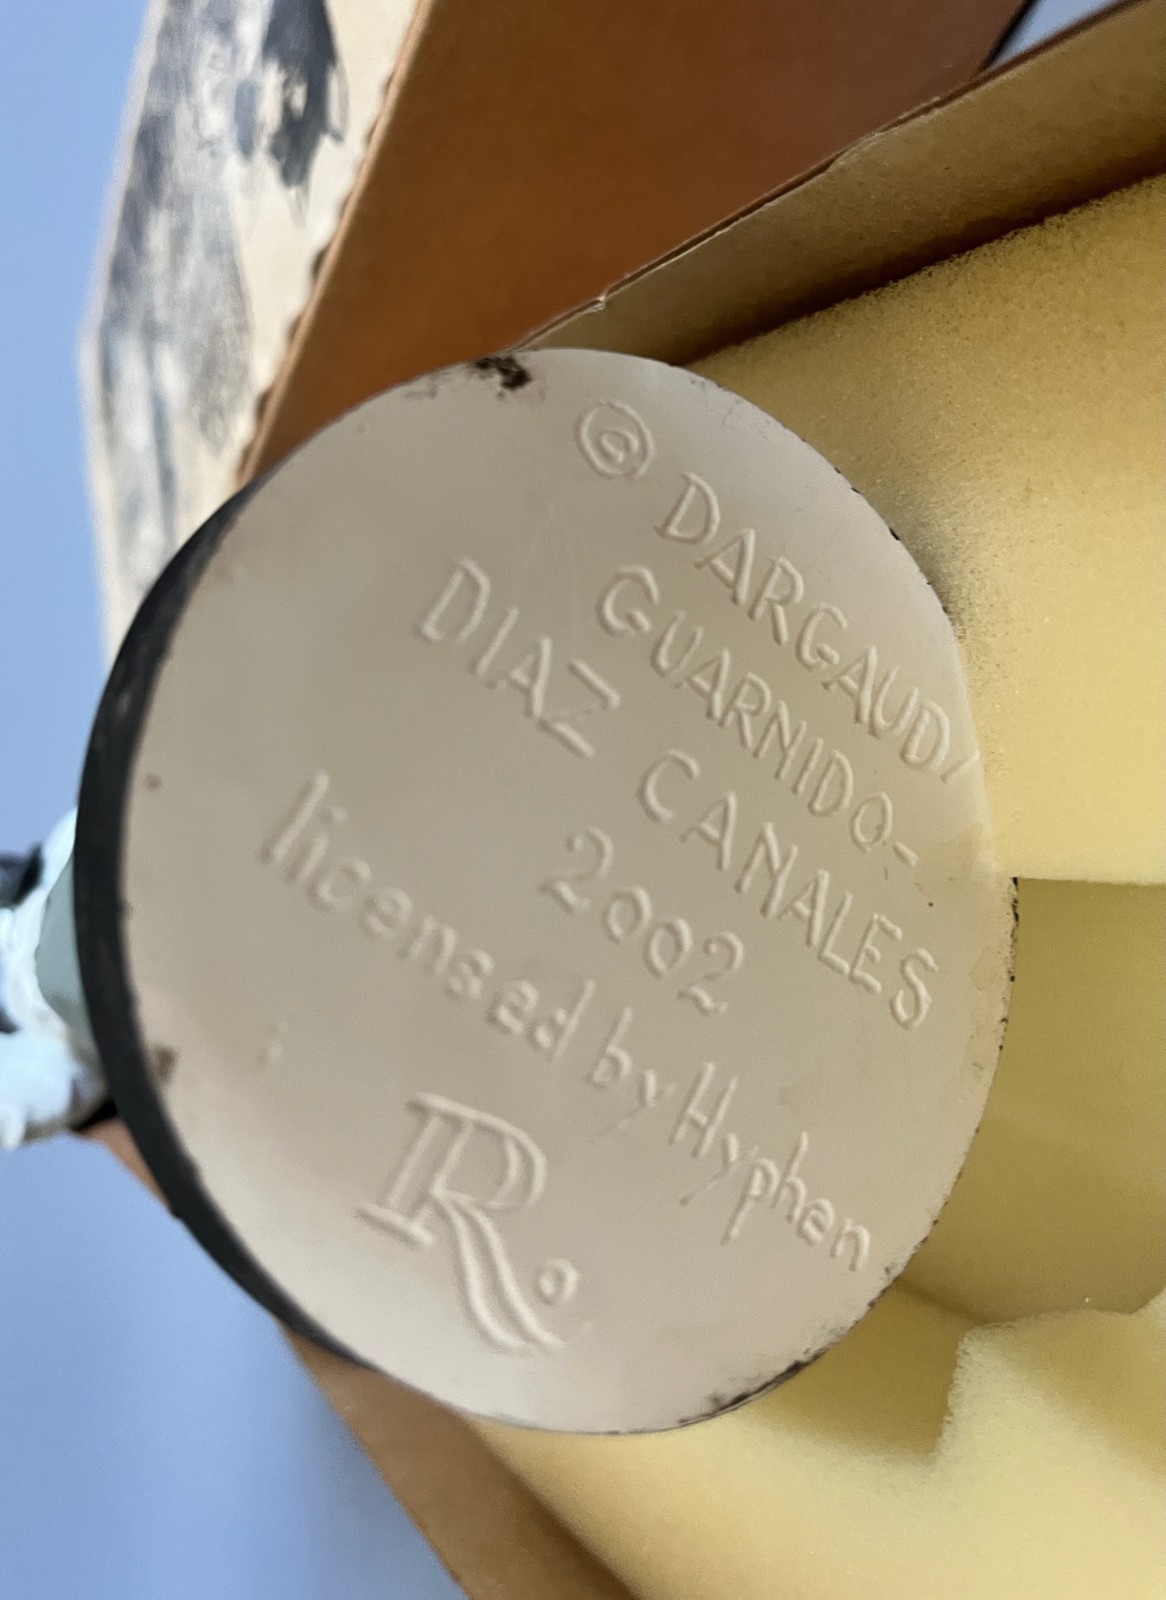 © DARGAUD/
GUARNIDO-
DIAZ CANALES
2002
licensed by Hyphen
R